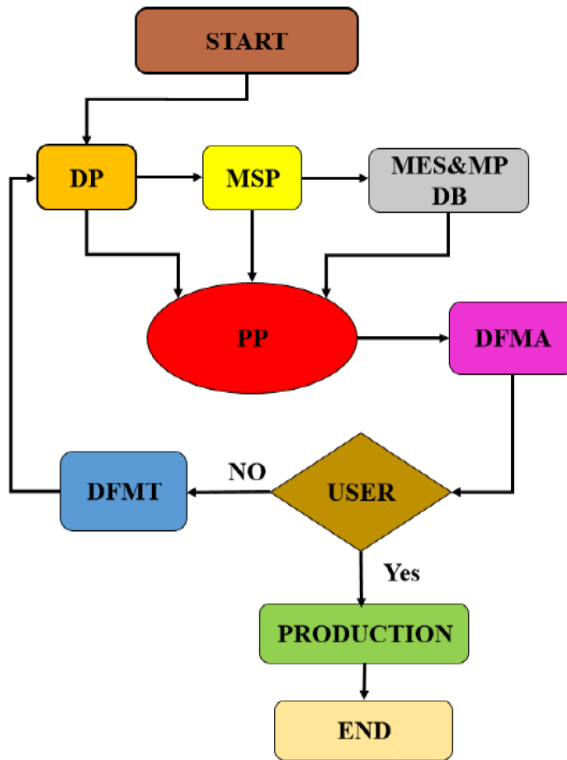 START
DP
MSP
MES&MP
DB
PP
DFMA
NO
DFMT
USER
Yes
PRODUCTION
END